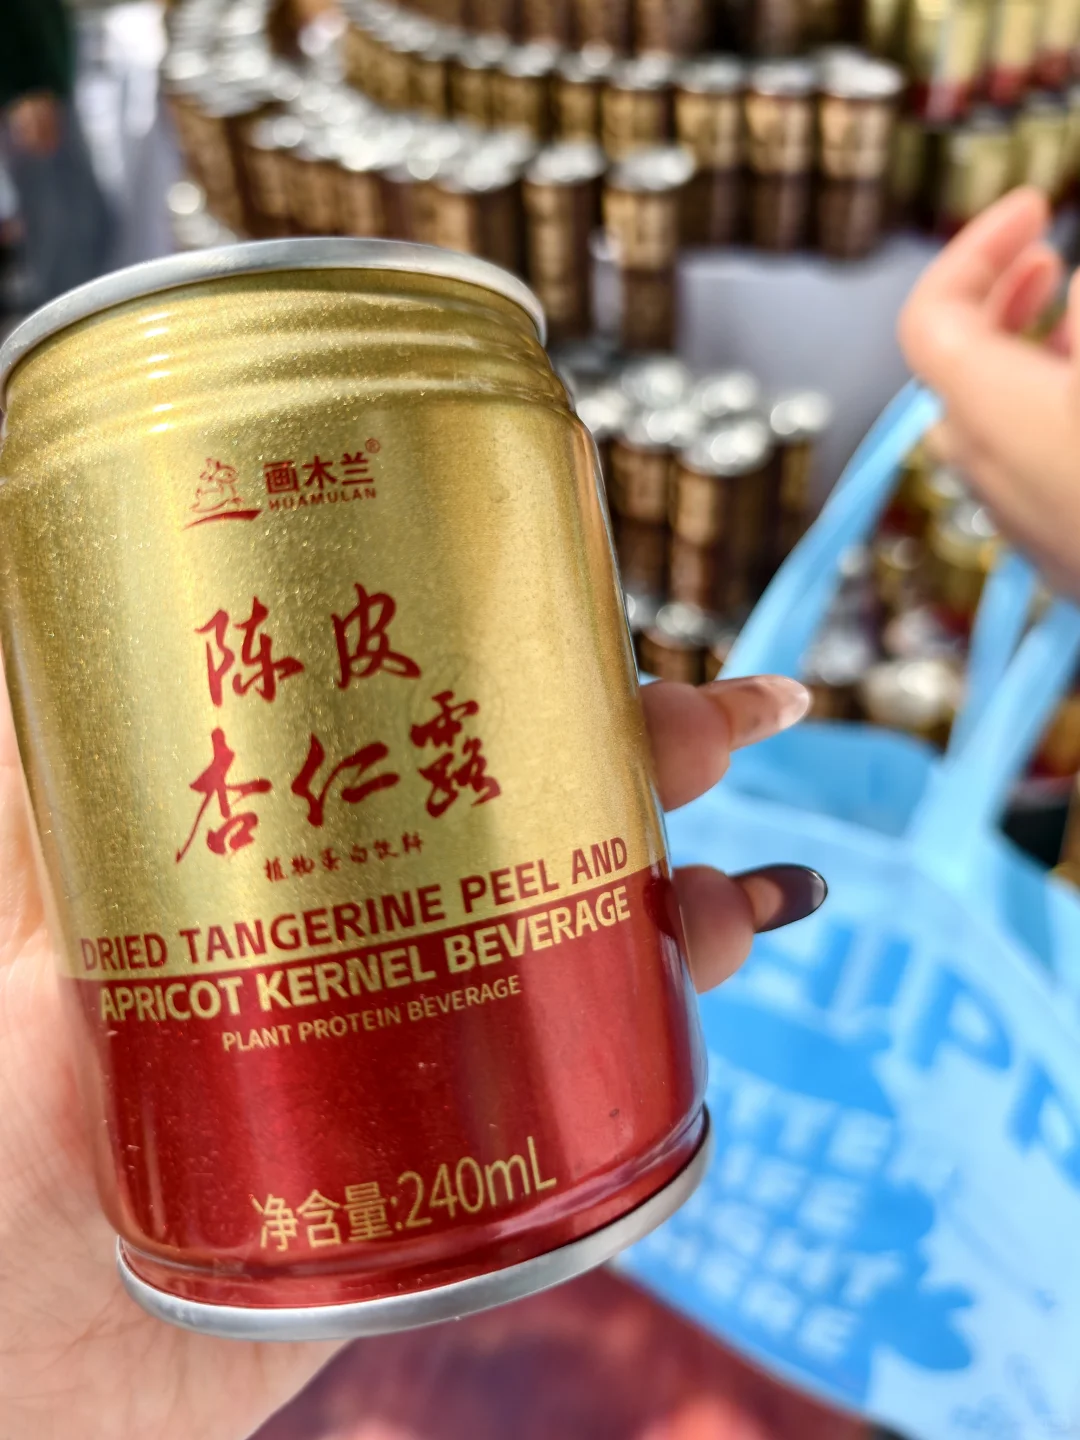 画木兰®
HUAMULAN
陈皮
杏仁露
植物蛋白饮料
DRIED TANGERINE PEEL AND
APRICOT KERNEL BEVERAGE
PLANT PROTEIN BEVERAGE
净含量:240mL